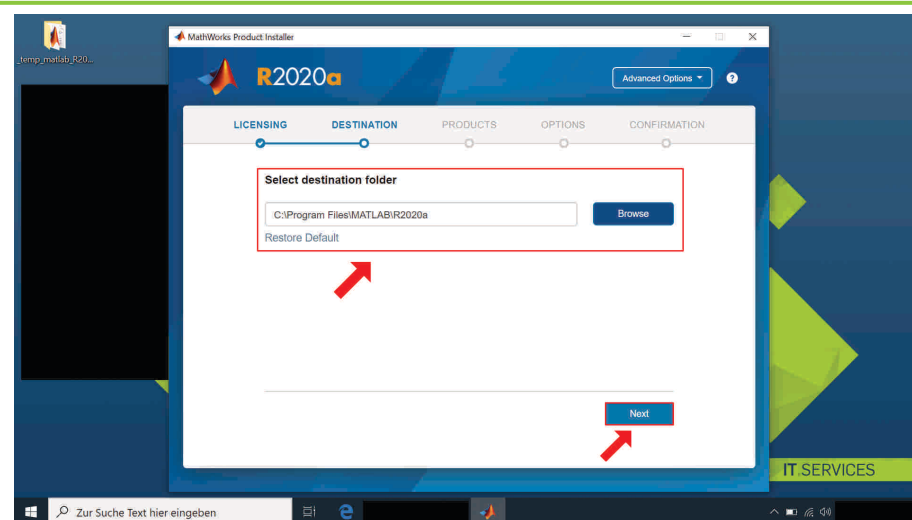 _temp_matlab_R20...
MathWorks Product Installer
R2020a
Advanced Options
?
LICENSING DESTINATION PRODUCTS OPTIONS CONFIRMATION
Select destination folder
C:\Program Files\MATLAB\R2020a
Browse
Restore Default
Next
IT.SERVICES
Zur Suche Text hier eingeben